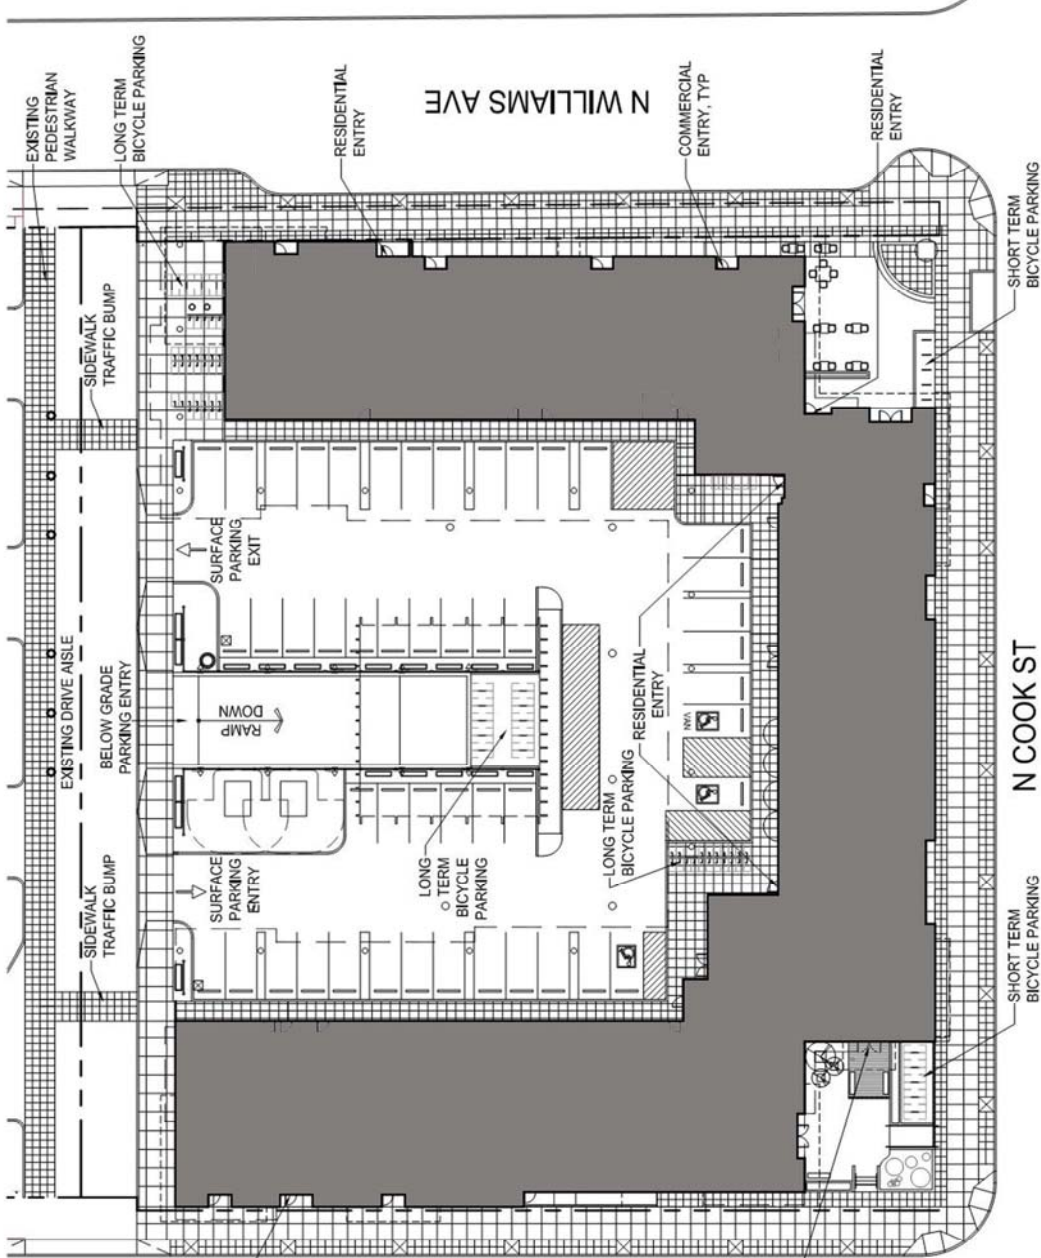 N WILLIAMS AVE
EXISTING
PEDESTRIAN
WALKWAY
LONG TERM
BICYCLE PARKING
RESIDENTIAL
ENTRY
COMMERCIAL
ENTRY, TYP
RESIDENTIAL
ENTRY
SHORT TERM
BICYCLE PARKING
SIDEWALK
TRAFFIC BUMP
SURFACE
PARKING
EXIT
EXISTING DRIVE AISLE
BELOW GRADE
PARKING ENTRY
RAMP
DOWN
RESIDENTIAL
ENTRY
VAN
LONG TERM
BICYCLE PARKING
LONG
TERM
BICYCLE
PARKING
SURFACE
PARKING
ENTRY
SIDEWALK
TRAFFIC BUMP
N COOK ST
SHORT TERM
BICYCLE PARKING